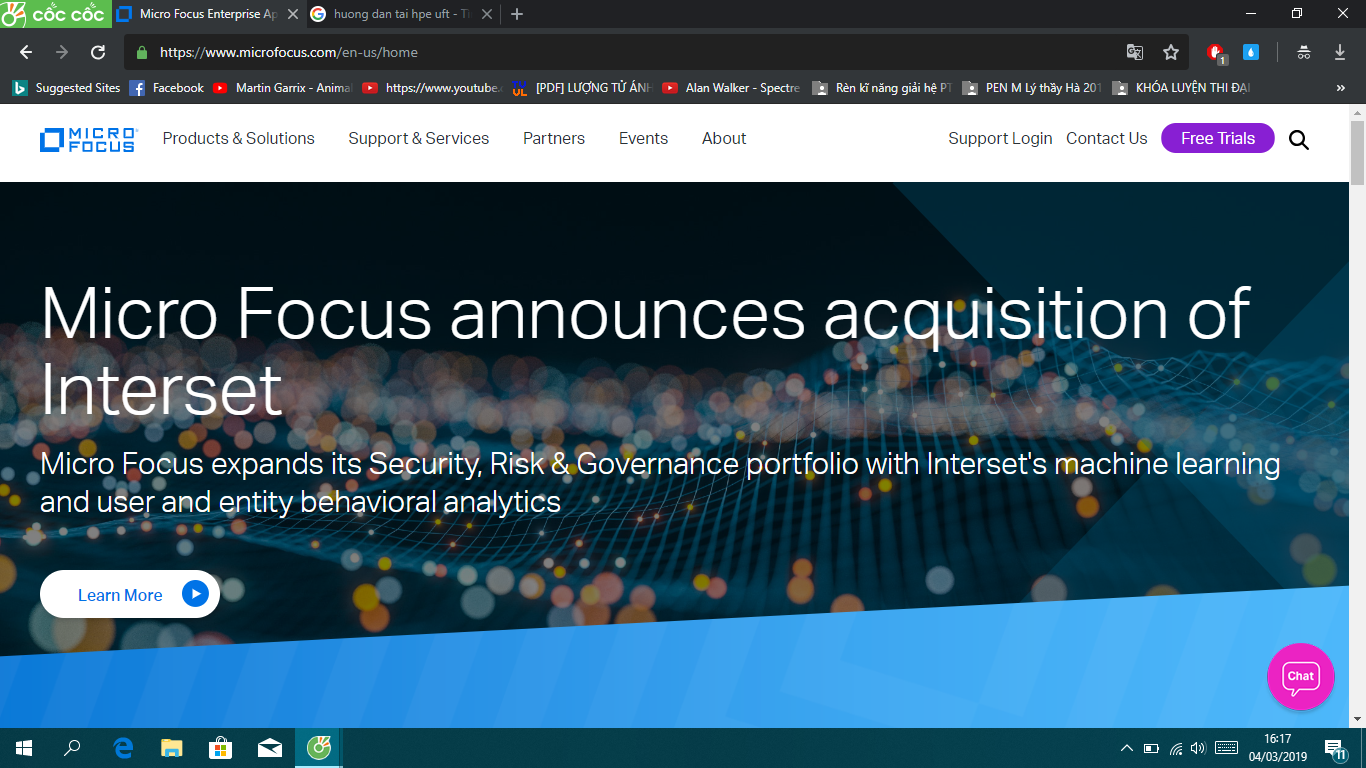 cốc cốc
Micro Focus Enterprise Ap
huong dan tai hpe uft - T
https://www.microfocus.com/en-us/home
1
Suggested Sites
Facebook
Martin Garrix - Animal
https://www.youtube.
[PDF] LƯỢNG TỬ ÁNH
Alan Walker - Spectre
Rèn kĩ năng giải hệ PT
PEN M Lý thầy Hà 201
KHÓA LUYỆN THI ĐẠI
»
MICRO FOCUS
Products & Solutions
Support & Services
Partners
Events
About
Support Login
Contact Us
Free Trials
Micro Focus announces acquisition of
Interset
Micro Focus expands its Security, Risk & Governance portfolio with Interset's machine learning
and user and entity behavioral analytics
Learn More
Chat
16:17
04/03/2019
11